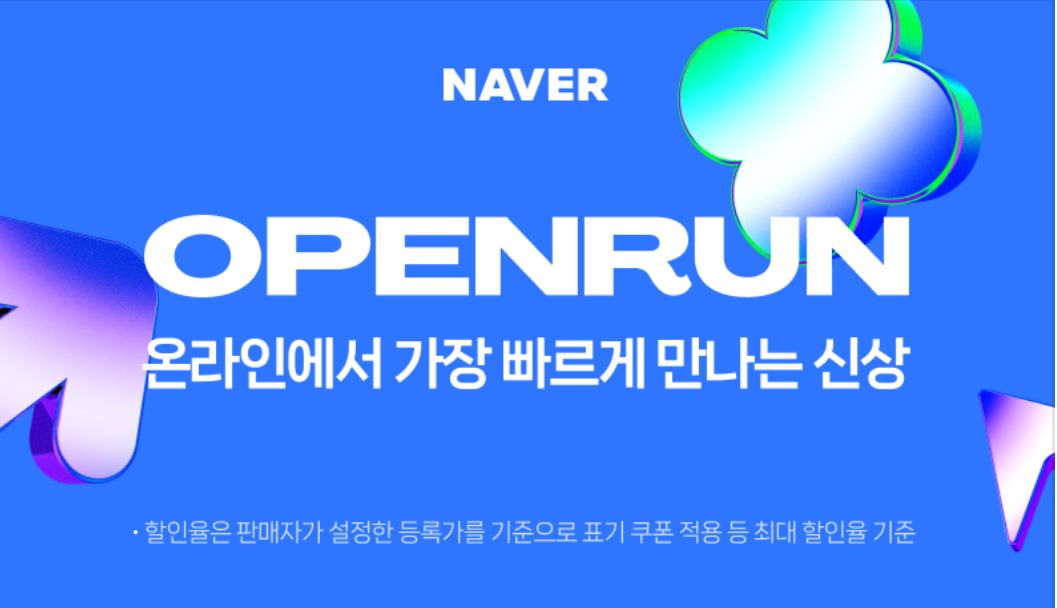 NAVER
OPENRUN
온라인에서 가장 빠르게 만나는 신상
· 할인율은 판매자가 설정한 등록가를 기준으로 표기 쿠폰 적용 등 최대 할인율 기준